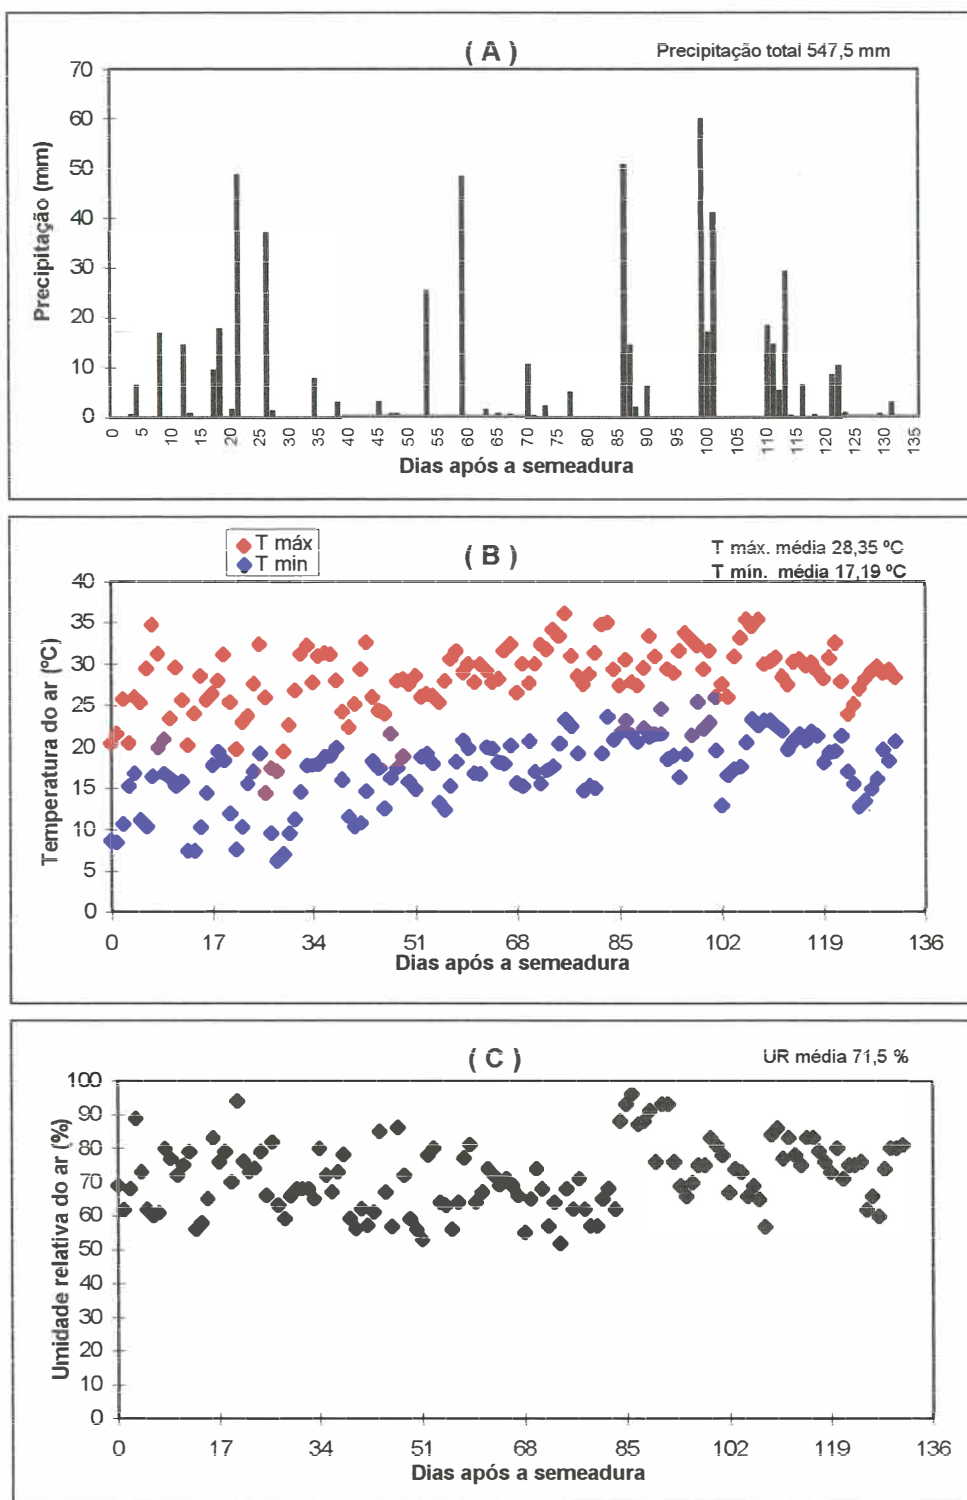 ( A )
Precipitação total 547,5 mm
Precipitação (mm)
70
60
50
40
30
20
10
0
0 5 10 15 20 25 30 35 40 45 50 55 60 65 70 75 80 85 90 95 100 105 110 115 120 125 130 135
Dias após a semeadura
T máx
T min
( B )
T máx. média 28,35 ºC
T mín. média 17,19 ºC
Temperatura do ar (ºC)
40
35
30
25
20
15
10
5
0
0 17 34 51 68 85 102 119 136
Dias após a semeadura
( C )
UR média 71,5 %
Umidade relativa do ar (%)
100
90
80
70
60
50
40
30
20
10
0
0 17 34 51 68 85 102 119 136
Dias após a semeadura